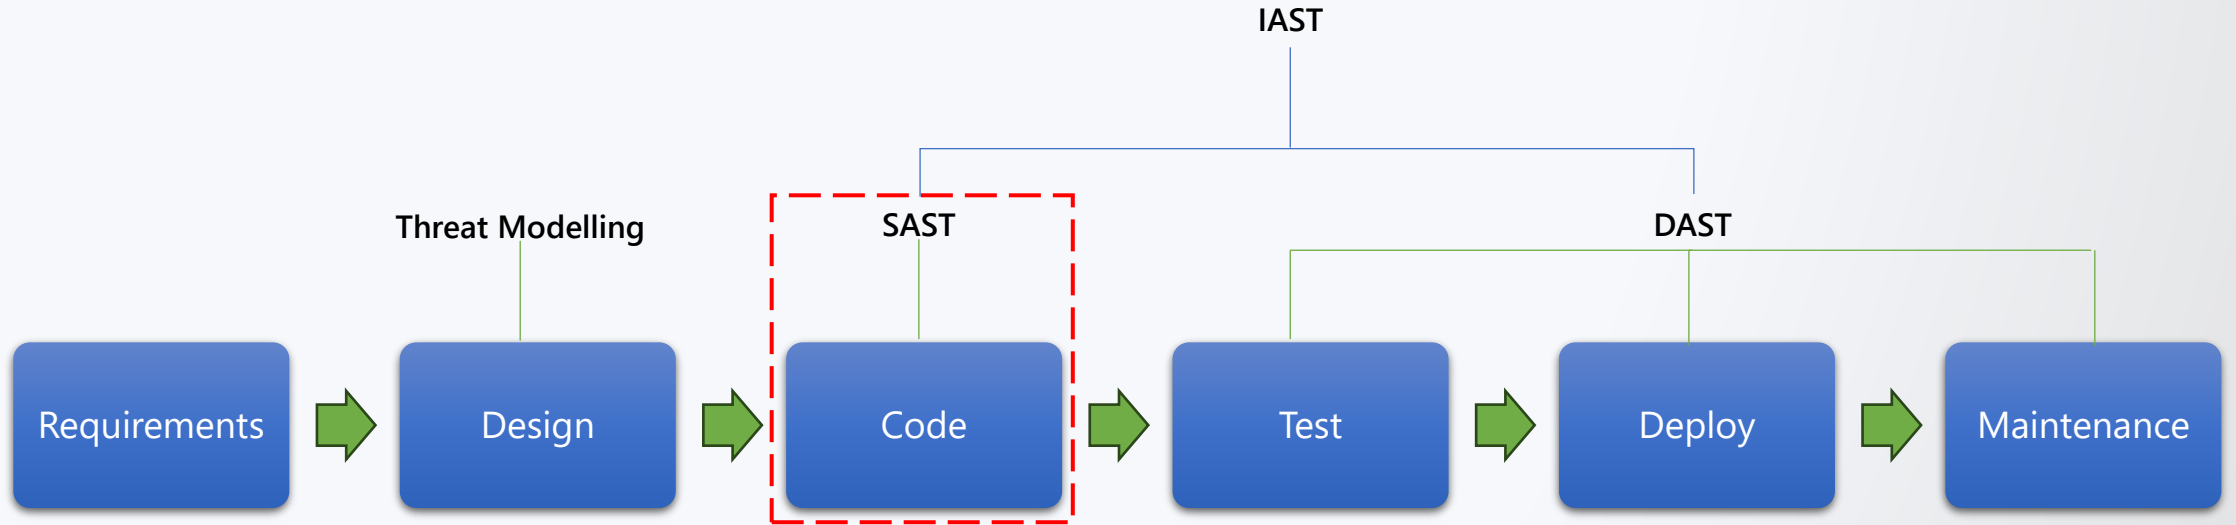 IAST
Threat Modelling
SAST
DAST
Requirements
Design
Code
Test
Deploy
Maintenance